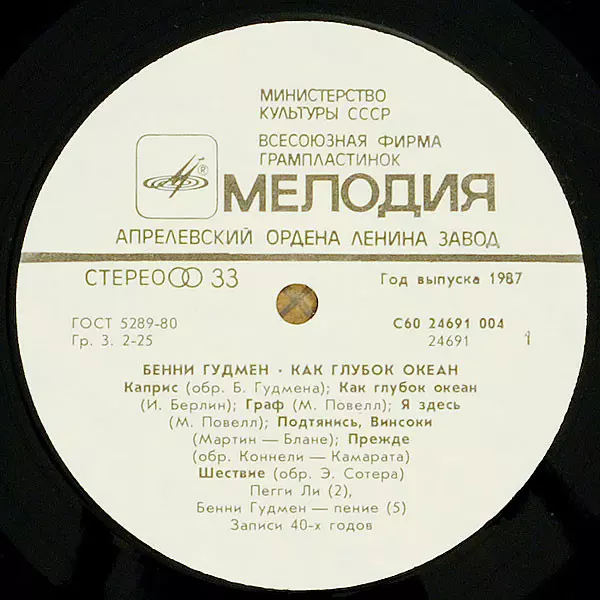 МИНИСТЕРСТВО
КУЛЬТУРЫ СССР
ВСЕСОЮЗНАЯ ФИРМА
ГРАМПЛАСТИНОК
®
МЕЛОДИЯ
АПРЕЛЕВСКИЙ ОРДЕНА ЛЕНИНА ЗАВОД
СТЕРЕО 33
Год выпуска 1987
ГОСТ 5289-80
С60 24691 004
Гр. 3. 2-25
24691 1
БЕННИ ГУДМЕН · КАК ГЛУБОК ОКЕАН
Каприс (обр. Б. Гудмена); Как глубок океан
(И. Берлин); Граф (М. Повелл); Я здесь
(М. Повелл); Подтянись, Винсоки
(Мартин — Блане); Прежде
(обр. Коннели — Камарата)
Шествие (обр. Э. Сотера)
Пегги Ли (2),
Бенни Гудмен — пение (5)
Записи 40-х годов